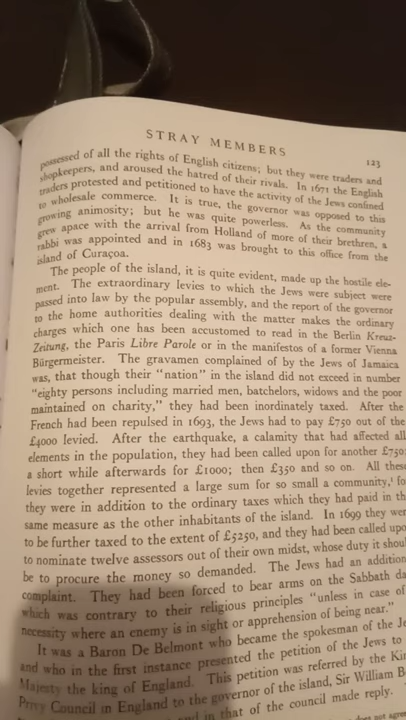 STRAY MEMBERS
123
possessed of all the rights of English citizens; but they were traders and
shopkeepers, and aroused the hatred of their rivals. In 1671 the English
traders protested and petitioned to have the activity of the Jews confined
to wholesale commerce. It is true, the governor was opposed to this
growing animosity; but he was quite powerless. As the community
grew apace with the arrival from Holland of more of their brethren, a
rabbi was appointed and in 1683 was brought to this office from the
island of Curaçoa.
The people of the island, it is quite evident, made up the hostile ele-
ment. The extraordinary levies to which the Jews were subject were
passed into law by the popular assembly, and the report of the governor
to the home authorities dealing with the matter makes the ordinary
charges which one has been accustomed to read in the Berlin Kreuz-
Zeitung, the Paris Libre Parole or in the manifestos of a former Vienna
Bürgermeister. The gravamen complained of by the Jews of Jamaica
was, that though their "nation" in the island did not exceed in number
"eighty persons including married men, batchelors, widows and the poor
maintained on charity," they had been inordinately taxed. After the
French had been repulsed in 1693, the Jews had to pay £750 out of the
£4000 levied. After the earthquake, a calamity that had affected all
elements in the population, they had been called upon for another £750;
a short while afterwards for £1000; then £350 and so on. All these
levies together represented a large sum for so small a community,¹ fo
they were in addition to the ordinary taxes which they had paid in th
same measure as the other inhabitants of the island. In 1699 they wer
to be further taxed to the extent of £5250, and they had been called upo
to nominate twelve assessors out of their own midst, whose duty it shoul
be to procure the money so demanded. The Jews had an addition
complaint. They had been forced to bear arms on the Sabbath da
which was contrary to their religious principles "unless in case of
necessity where an enemy is in sight or apprehension of being near."
It was a Baron De Belmont who became the spokesman of the Je
and who in the first instance presented the petition of the Jews to
Majesty the king of England. This petition was referred by the Kin
Privy Council in England to the governor of the island, Sir William B
and in that of the council made reply.
does not agree